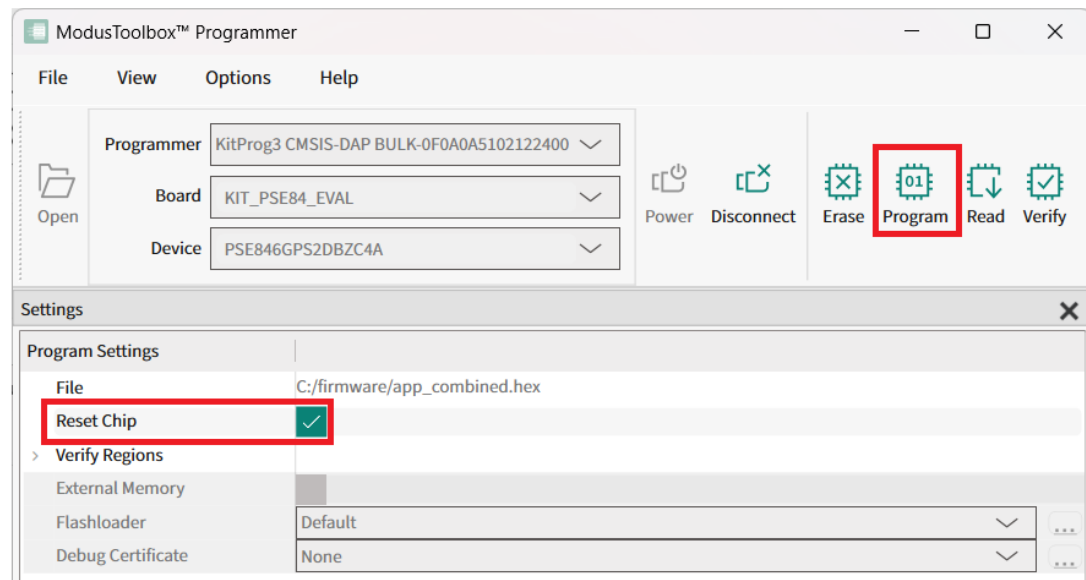 ModusToolbox™ Programmer
File View Options Help
Open
Programmer KitProg3 CMSIS-DAP BULK-0F0A0A5102122400
Board KIT_PSE84_EVAL
Device PSE846GPS2DBZC4A
Power Disconnect Erase Program Read Verify
01
Settings
Program Settings
File C:/firmware/app_combined.hex
Reset Chip
Verify Regions
External Memory
Flashloader Default ...
Debug Certificate None ...